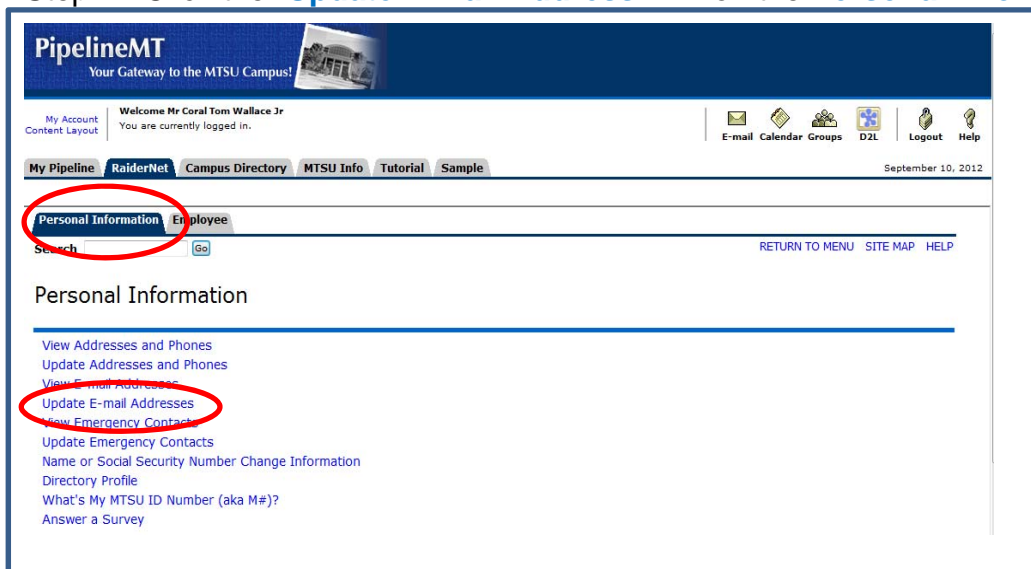 PipelineMT
Your Gateway to the MTSU Campus!
My Account
Content Layout
Welcome Mr Coral Tom Wallace Jr
You are currently logged in.
E-mail Calendar Groups D2L Logout Help
My Pipeline RaiderNet Campus Directory MTSU Info Tutorial Sample
September 10, 2012
Personal Information Employee
Search Go
RETURN TO MENU SITE MAP HELP
Personal Information
View Addresses and Phones
Update Addresses and Phones
View E-mail Addresses
Update E-mail Addresses
View Emergency Contacts
Update Emergency Contacts
Name or Social Security Number Change Information
Directory Profile
What's My MTSU ID Number (aka M#)?
Answer a Survey